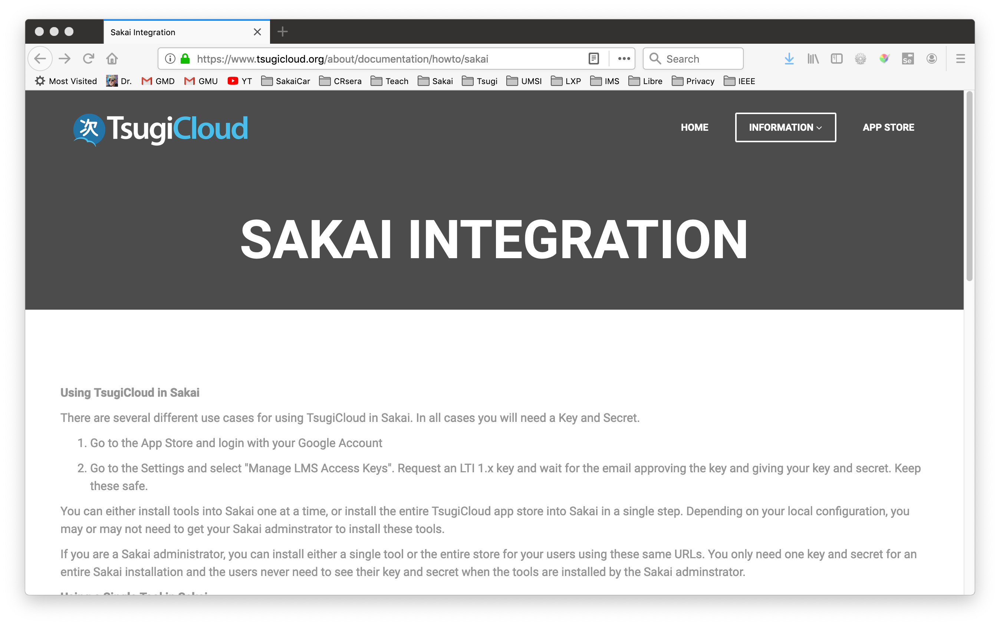 Sakai Integration
https://www.tsugicloud.org/about/documentation/howto/sakai
Search
Se
Most Visited Dr. GMD GMU YT SakaiCar CRsera Teach Sakai Tsugi UMSI LXP IMS Libre Privacy IEEE
次 TsugiCloud
HOME INFORMATION APP STORE
SAKAI INTEGRATION
Using TsugiCloud in Sakai
There are several different use cases for using TsugiCloud in Sakai. In all cases you will need a Key and Secret.
1. Go to the App Store and login with your Google Account
2. Go to the Settings and select "Manage LMS Access Keys". Request an LTI 1.x key and wait for the email approving the key and giving your key and secret. Keep
these safe.
You can either install tools into Sakai one at a time, or install the entire TsugiCloud app store into Sakai in a single step. Depending on your local configuration, you
may or may not need to get your Sakai adminstrator to install these tools.
If you are a Sakai administrator, you can install either a single tool or the entire store for your users using these same URLs. You only need one key and secret for an
entire Sakai installation and the users never need to see their key and secret when the tools are installed by the Sakai adminstrator.
Using a Single Tool in Sakai